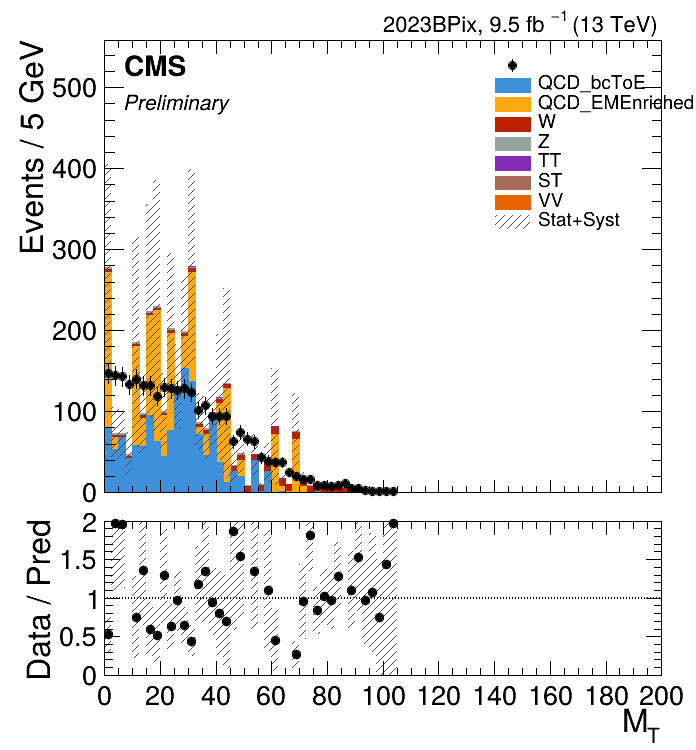 2023BPix, 9.5 fb⁻¹ (13 TeV)
Events / 5 GeV
CMS
Preliminary
QCD_bcToE
QCD_EMEnriched
W
Z
TT
ST
VV
Stat+Syst
500
400
300
200
100
0
Data / Pred
2
1.5
1
0.5
0
0 20 40 60 80 100 120 140 160 180 200
M_T